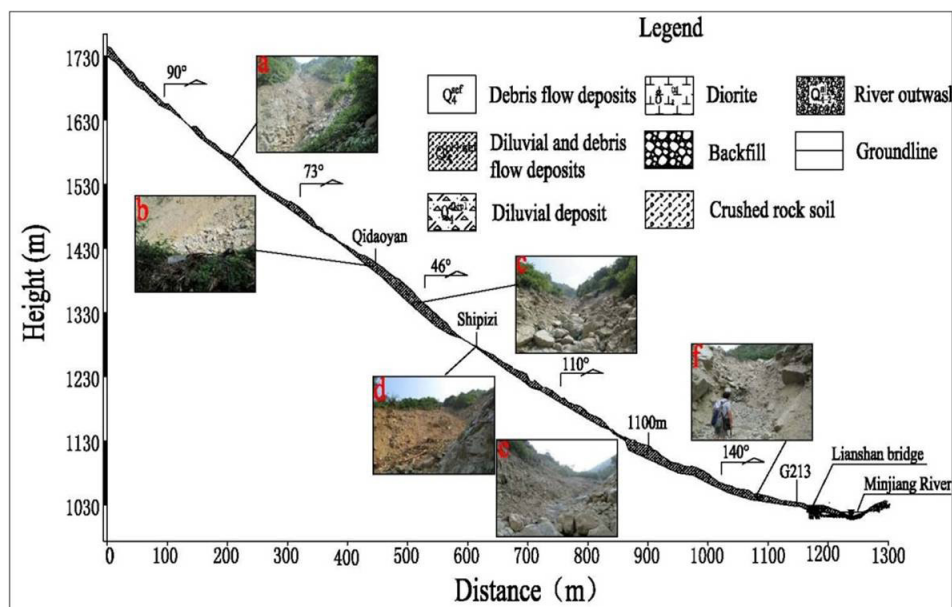 Legend
Debris flow deposits
Diorite
River outwas
Diluvial and debris
flow deposits
Backfill
Groundline
Diluvial deposit
Crushed rock soil
Height (m)
1730
1630
1530
1430
1330
1230
1130
1030
90°
73°
46°
110°
140°
a
b
c
d
e
f
Qidaoyan
Shipizi
1100m
G213
Lianshan bridge
Minjiang River
0
100
200
300
400
500
600
700
800
900
1000
1100
1200
1300
Distance (m)